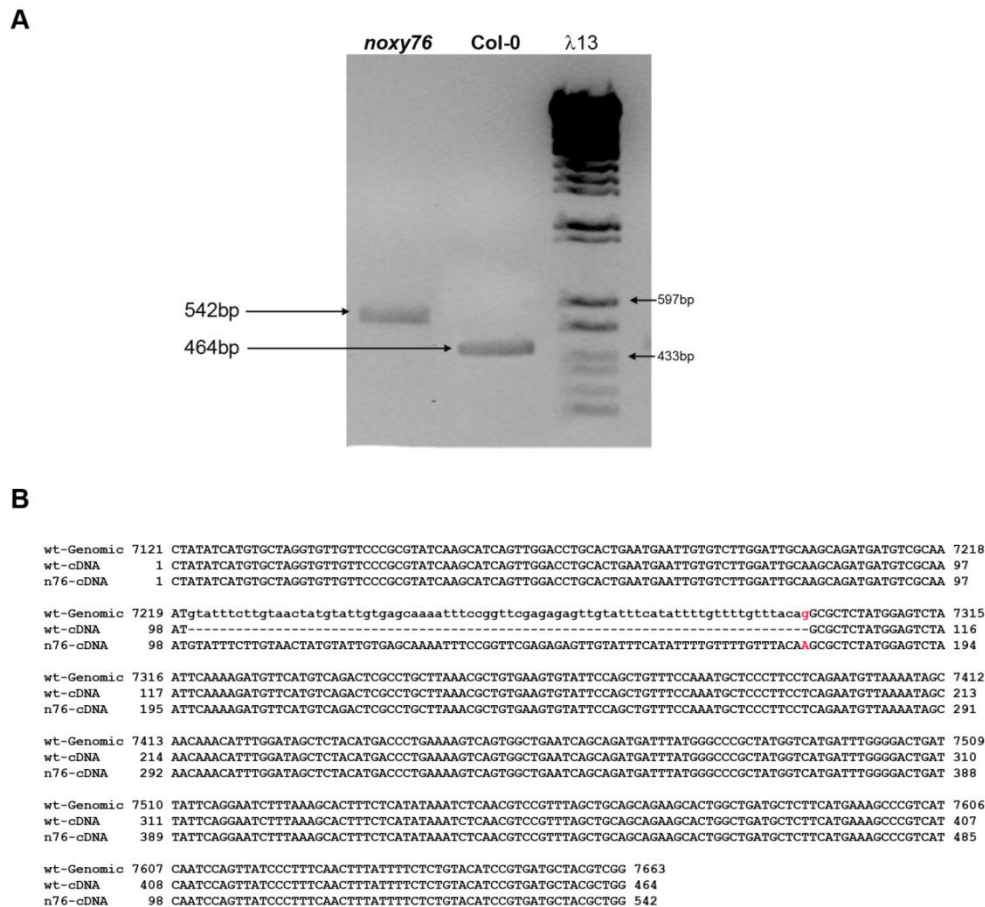 A
noxy76 Col-0 λ13
542bp
597bp
464bp
433bp
B
wt-Genomic 7121 CTATATCATGTGCTAGGTGTTGTTCCCGCGTATCAAGCATCAGTTGGACCTGCACTGAATGAATTGTGTCTTGGATTGCAAGCAGATGATGTCGCAA 7218
wt-cDNA 1 CTATATCATGTGCTAGGTGTTGTTCCCGCGTATCAAGCATCAGTTGGACCTGCACTGAATGAATTGTGTCTTGGATTGCAAGCAGATGATGTCGCAA 97
n76-cDNA 1 CTATATCATGTGCTAGGTGTTGTTCCCGCGTATCAAGCATCAGTTGGACCTGCACTGAATGAATTGTGTCTTGGATTGCAAGCAGATGATGTCGCAA 97
wt-Genomic 7219 ATgtatttcttgtaactatgtattgtgagcaaaatttccggttcgagagagttgtatttcatattttgttttgtttacagGCGCTCTATGGAGTCTA 7315
wt-cDNA 98 AT------------------------------------------------------------------------------GCGCTCTATGGAGTCTA 116
n76-cDNA 98 ATGTATTTCTTGTAACTATGTATTGTGAGCAAAATTTCCGGTTCGAGAGAGTTGTATTTCATATTTTGTTTTGTTTACAAGCGCTCTATGGAGTCTA 194
wt-Genomic 7316 ATTCAAAAGATGTTCATGTCAGACTCGCCTGCTTAAACGCTGTGAAGTGTATTCCAGCTGTTTCCAAATGCTCCCTTCCTCAGAATGTTAAAATAGC 7412
wt-cDNA 117 ATTCAAAAGATGTTCATGTCAGACTCGCCTGCTTAAACGCTGTGAAGTGTATTCCAGCTGTTTCCAAATGCTCCCTTCCTCAGAATGTTAAAATAGC 213
n76-cDNA 195 ATTCAAAAGATGTTCATGTCAGACTCGCCTGCTTAAACGCTGTGAAGTGTATTCCAGCTGTTTCCAAATGCTCCCTTCCTCAGAATGTTAAAATAGC 291
wt-Genomic 7413 AACAAACATTTGGATAGCTCTACATGACCCTGAAAAGTCAGTGGCTGAATCAGCAGATGATTTATGGGCCCGCTATGGTCATGATTTGGGGACTGAT 7509
wt-cDNA 214 AACAAACATTTGGATAGCTCTACATGACCCTGAAAAGTCAGTGGCTGAATCAGCAGATGATTTATGGGCCCGCTATGGTCATGATTTGGGGACTGAT 310
n76-cDNA 292 AACAAACATTTGGATAGCTCTACATGACCCTGAAAAGTCAGTGGCTGAATCAGCAGATGATTTATGGGCCCGCTATGGTCATGATTTGGGGACTGAT 388
wt-Genomic 7510 TATTCAGGAATCTTTAAAGCACTTTCTCATATAAATCTCAACGTCCGTTTAGCTGCAGCAGAAGCACTGGCTGATGCTCTTCATGAAAGCCCGTCAT 7606
wt-cDNA 311 TATTCAGGAATCTTTAAAGCACTTTCTCATATAAATCTCAACGTCCGTTTAGCTGCAGCAGAAGCACTGGCTGATGCTCTTCATGAAAGCCCGTCAT 407
n76-cDNA 389 TATTCAGGAATCTTTAAAGCACTTTCTCATATAAATCTCAACGTCCGTTTAGCTGCAGCAGAAGCACTGGCTGATGCTCTTCATGAAAGCCCGTCAT 485
wt-Genomic 7607 CAATCCAGTTATCCCTTTCAACTTTATTTTCTCTGTACATCCGTGATGCTACGTCGG 7663
wt-cDNA 408 CAATCCAGTTATCCCTTTCAACTTTATTTTCTCTGTACATCCGTGATGCTACGCTGG 464
n76-cDNA 98 CAATCCAGTTATCCCTTTCAACTTTATTTTCTCTGTACATCCGTGATGCTACGCTGG 542